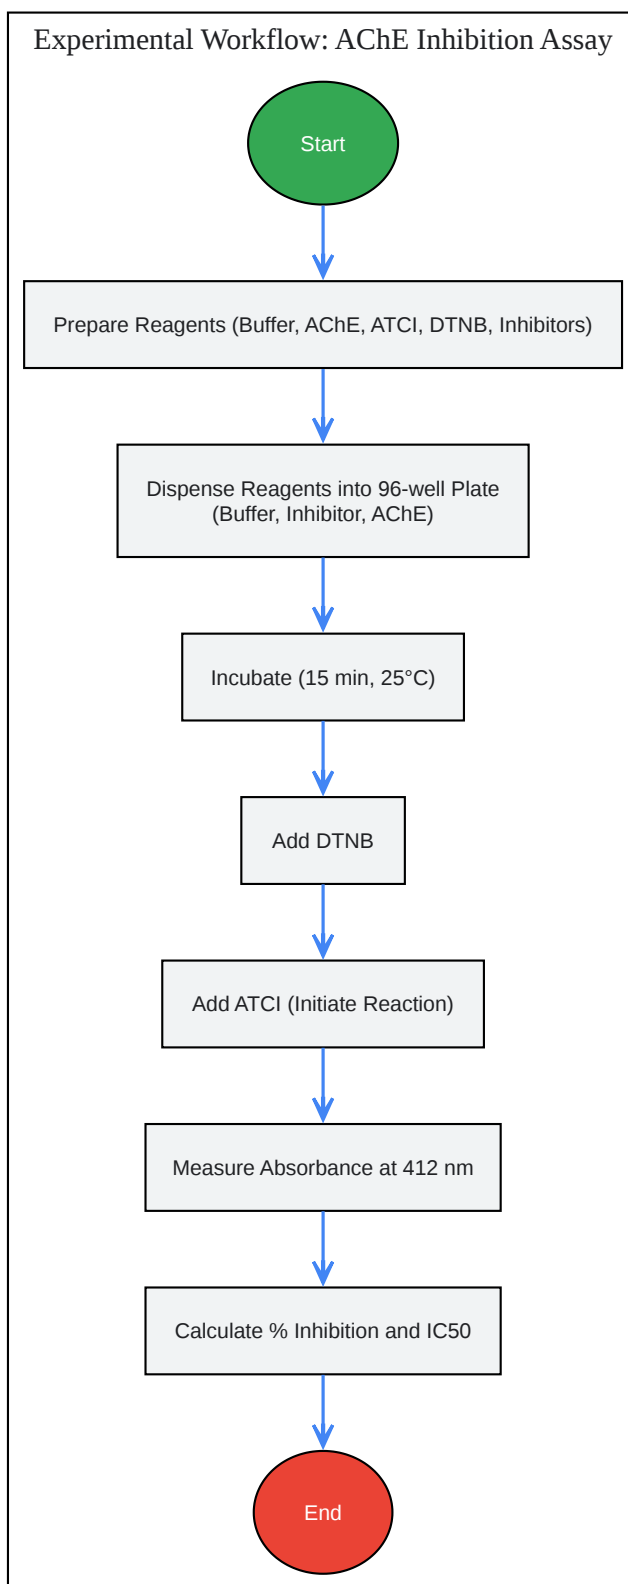 Experimental Workflow: AChE Inhibition Assay
Start
Prepare Reagents (Buffer, AChE, ATCI, DTNB, Inhibitors)
Dispense Reagents into 96-well Plate
(Buffer, Inhibitor, AChE)
Incubate (15 min, 25°C)
Add DTNB
Add ATCI (Initiate Reaction)
Measure Absorbance at 412 nm
Calculate % Inhibition and IC50
End